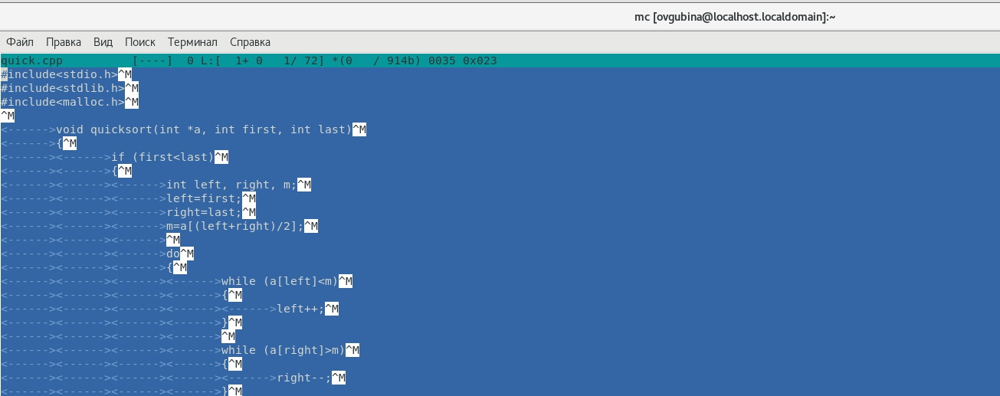 mc [ovgubina@localhost.localdomain]:~
Файл Правка Вид Поиск Терминал Справка
quick.cpp [----] 0 L:[ 1+ 0 1/ 72] *(0 / 914b) 0035 0x023
#include<stdio.h>^M
#include<stdlib.h>^M
#include<malloc.h>^M
^M
<------>void quicksort(int *a, int first, int last)^M
<------>{^M
<------><------>if (first<last)^M
<------><------>{^M
<------><------><------>int left, right, m;^M
<------><------><------>left=first;^M
<------><------><------>right=last;^M
<------><------><------>m=a[(left+right)/2];^M
<------><------><------>^M
<------><------><------>do^M
<------><------><------>{^M
<------><------><------><------>while (a[left]<m)^M
<------><------><------><------>{^M
<------><------><------><------><------>left++;^M
<------><------><------><------>}^M
<------><------><------><------>^M
<------><------><------><------>while (a[right]>m)^M
<------><------><------><------>{^M
<------><------><------><------><------>right--;^M
<------><------><------><------>}^M